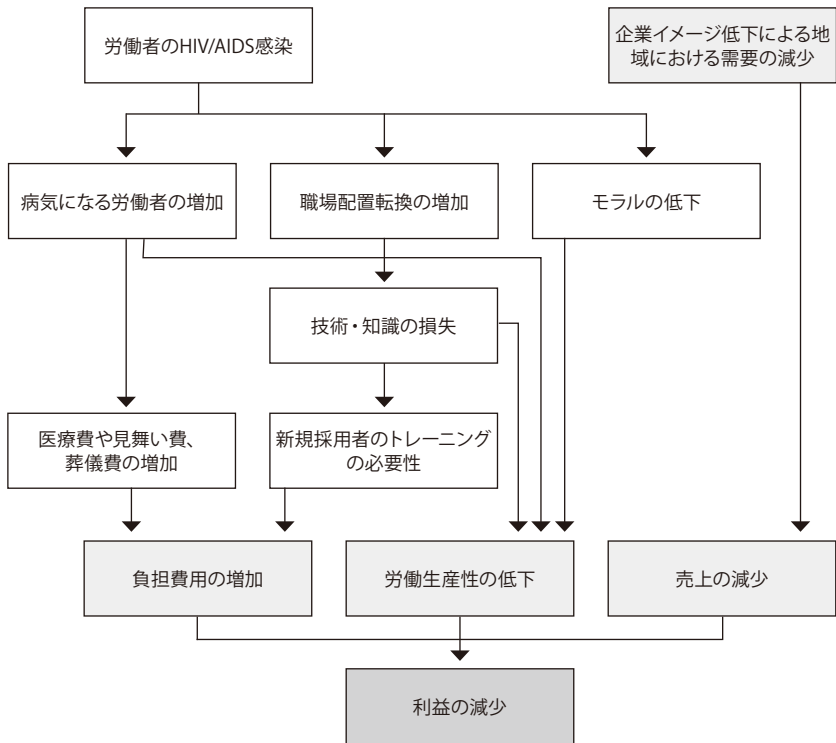 労働者のHIV/AIDS感染
企業イメージ低下による地
域における需要の減少
病気になる労働者の増加
職場配置転換の増加
モラルの低下
技術・知識の損失
医療費や見舞い費、
葬儀費の増加
新規採用者のトレーニング
の必要性
負担費用の増加
労働生産性の低下
売上の減少
利益の減少